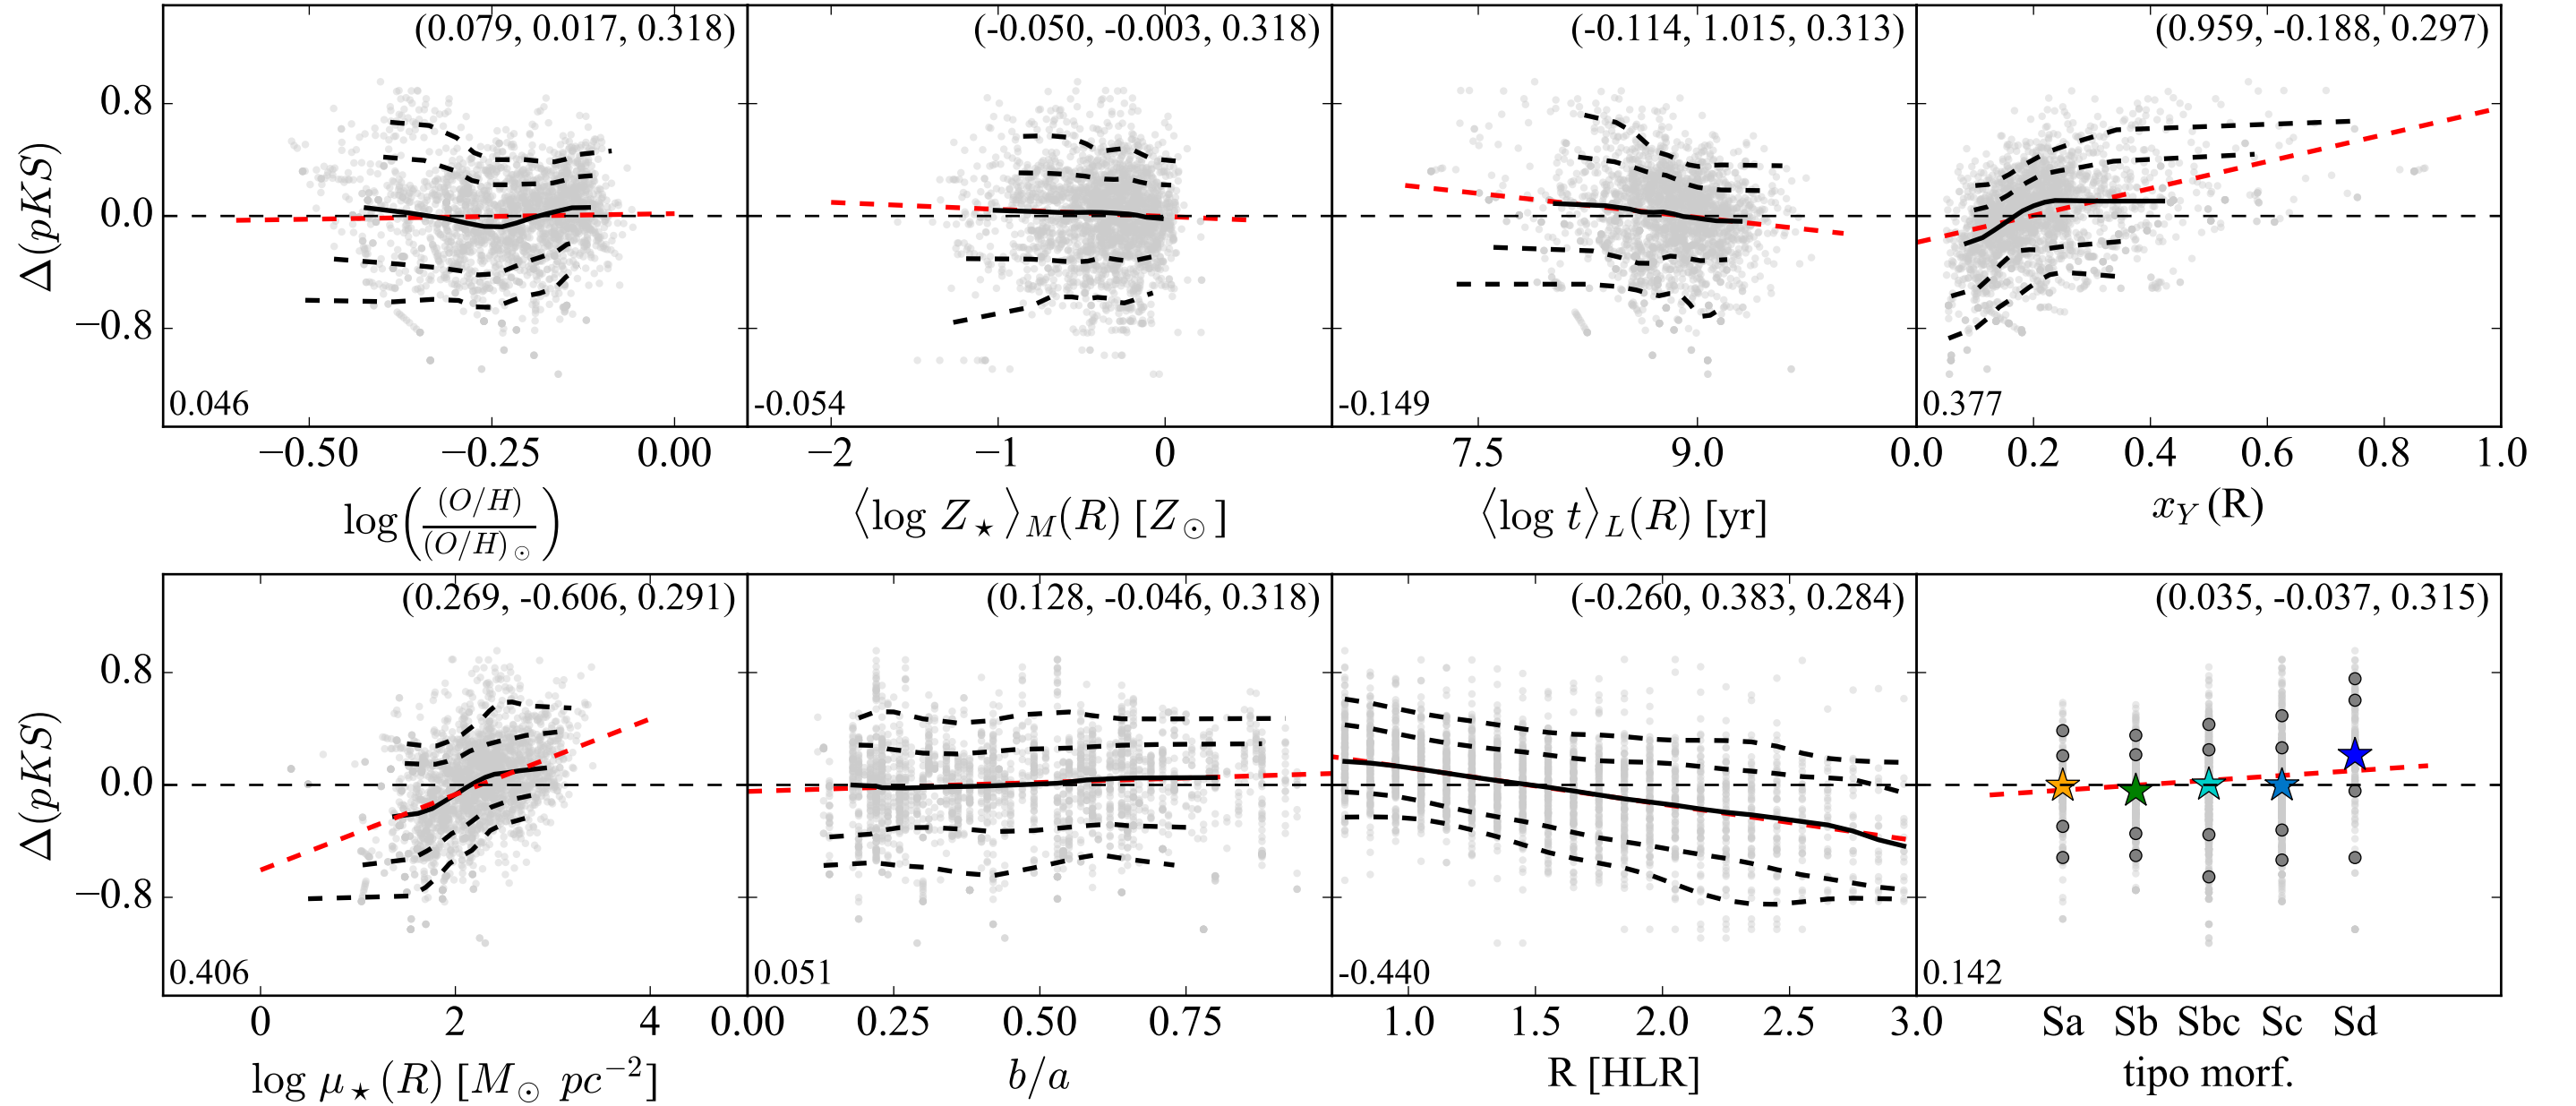 (0.079, 0.017, 0.318)
(-0.050, -0.003, 0.318)
(-0.114, 1.015, 0.313)
(0.959, -0.188, 0.297)
Δ(pKS)
0.8
0.0
−0.8
0.046
-0.054
-0.149
0.377
−0.50 −0.25 0.00
−2 −1 0
7.5 9.0
0.0 0.2 0.4 0.6 0.8 1.0
log((O/H)/(O/H)⊙)
⟨log Z⋆⟩M(R) [Z⊙]
⟨log t⟩L(R) [yr]
xY(R)
(0.269, -0.606, 0.291)
(0.128, -0.046, 0.318)
(-0.260, 0.383, 0.284)
(0.035, -0.037, 0.315)
Δ(pKS)
0.8
0.0
−0.8
0.406
0.051
-0.440
0.142
0 2 4
0.00 0.25 0.50 0.75
1.0 1.5 2.0 2.5 3.0
Sa Sb Sbc Sc Sd
log μ⋆(R) [M⊙ pc⁻²]
b/a
R [HLR]
tipo morf.